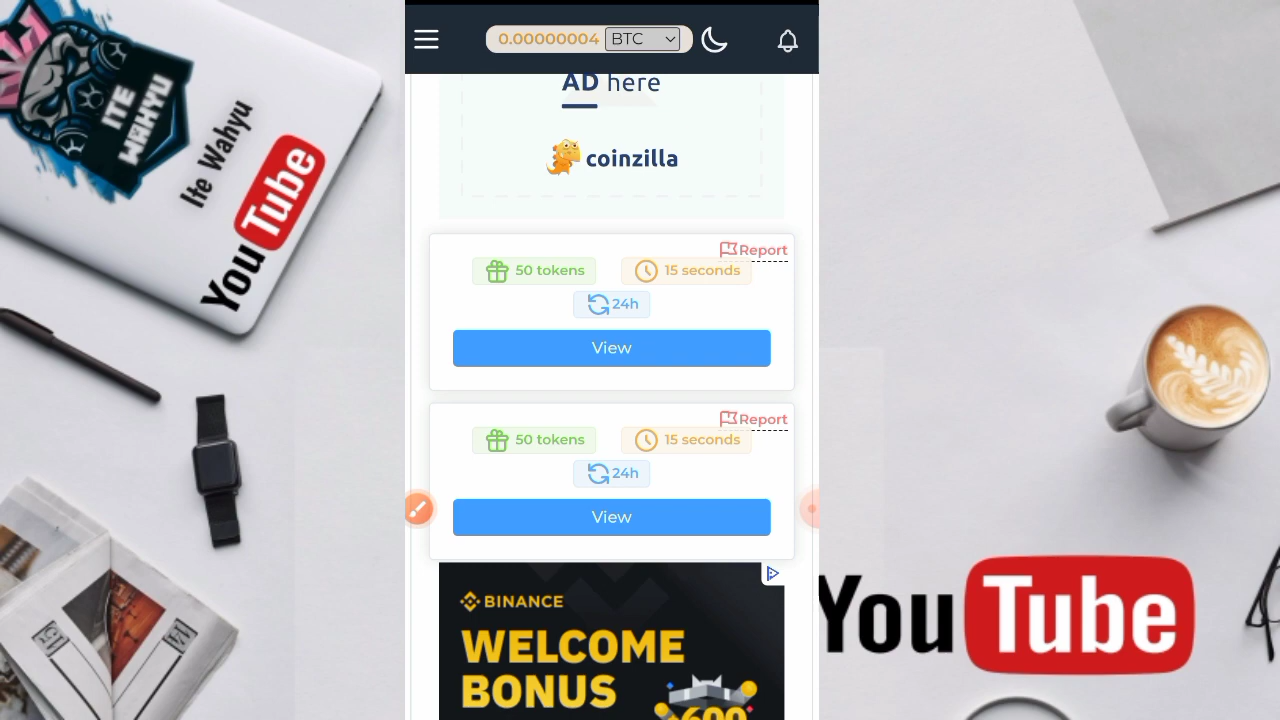 ITE
WAHYU
Ite Wahyu
YouTube
0.00000004 BTC
AD here
coinzilla
Report
50 tokens
15 seconds
24h
View
Report
50 tokens
15 seconds
24h
View
BINANCE
WELCOME
BONUS
600
YouTube